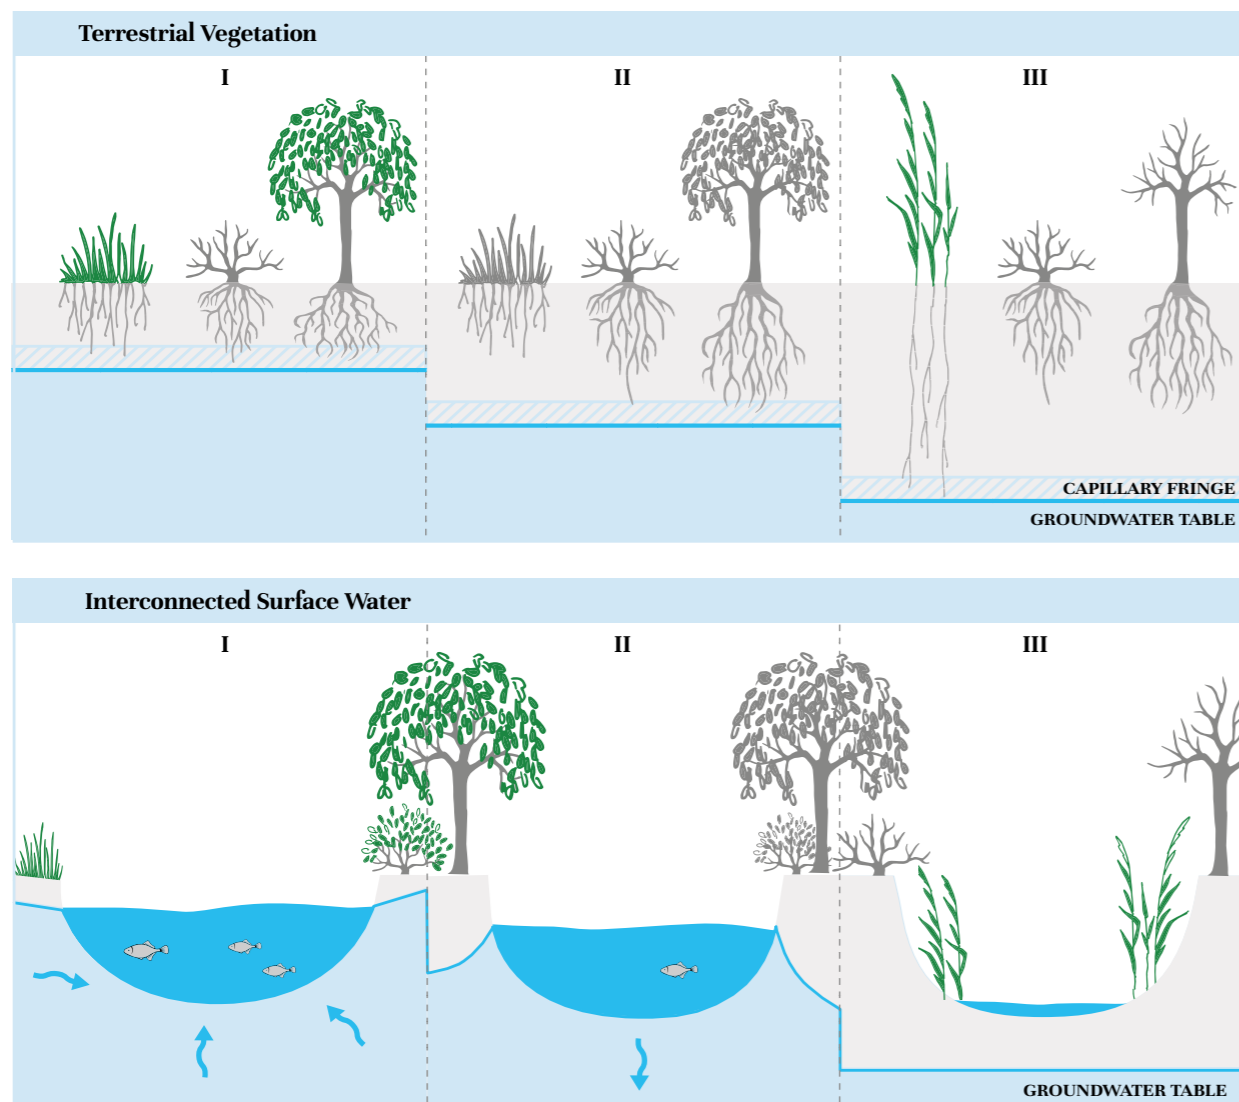 Terrestrial Vegetation
I
II
III
CAPILLARY FRINGE
GROUNDWATER TABLE
Interconnected Surface Water
I
II
III
GROUNDWATER TABLE